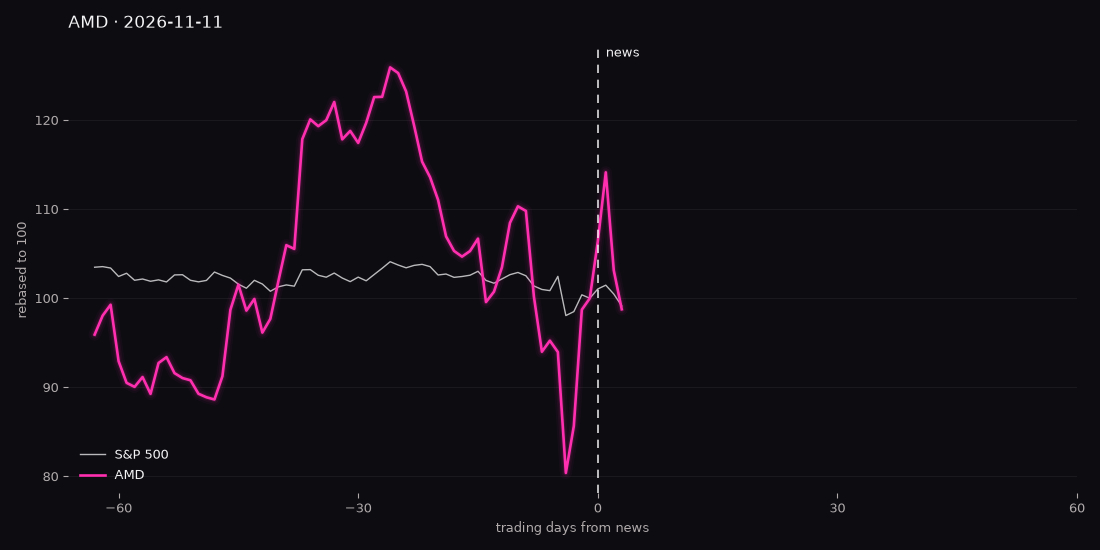 AMD · 2026-11-11
news
120
110
100
90
80
rebased to 100
S&P 500
AMD
−60
−30
0
30
60
trading days from news